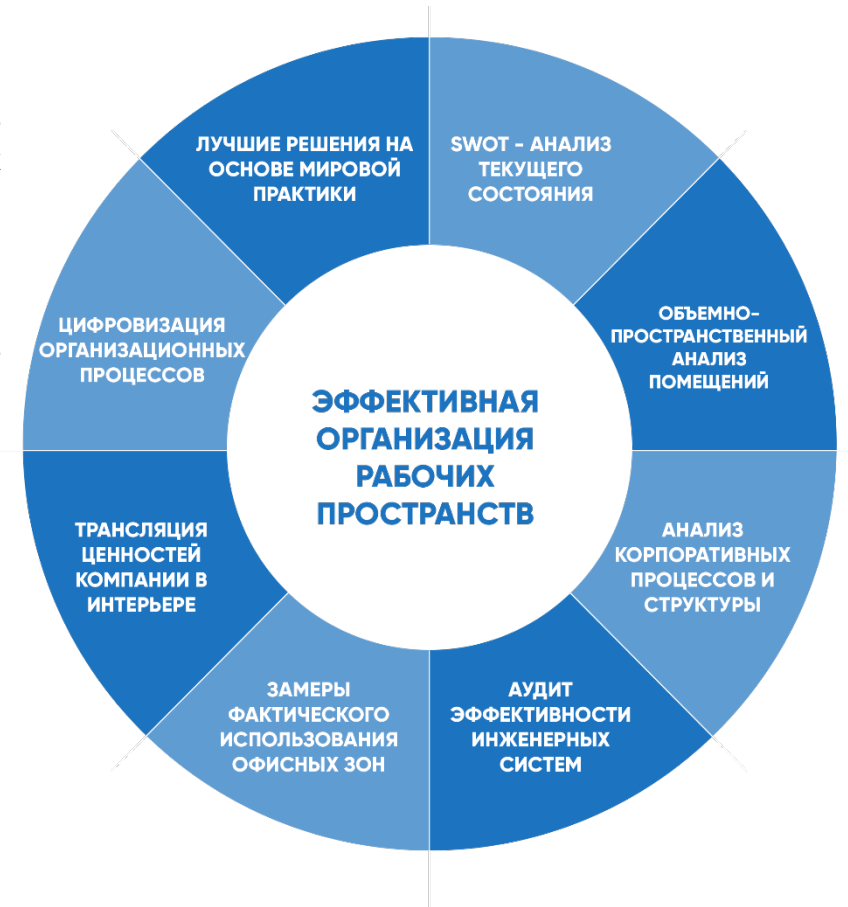 ЛУЧШИЕ РЕШЕНИЯ НА
ОСНОВЕ МИРОВОЙ
ПРАКТИКИ
SWOT - АНАЛИЗ
ТЕКУЩЕГО
СОСТОЯНИЯ
ОБЪЕМНО-
ПРОСТРАНСТВЕННЫЙ
АНАЛИЗ
ПОМЕЩЕНИЙ
АНАЛИЗ
КОРПОРАТИВНЫХ
ПРОЦЕССОВ И
СТРУКТУРЫ
АУДИТ
ЭФФЕКТИВНОСТИ
ИНЖЕНЕРНЫХ
СИСТЕМ
ЗАМЕРЫ
ФАКТИЧЕСКОГО
ИСПОЛЬЗОВАНИЯ
ОФИСНЫХ ЗОН
ТРАНСЛЯЦИЯ
ЦЕННОСТЕЙ
КОМПАНИИ В
ИНТЕРЬЕРЕ
ЦИФРОВИЗАЦИЯ
ОРГАНИЗАЦИОННЫХ
ПРОЦЕССОВ
ЭФФЕКТИВНАЯ
ОРГАНИЗАЦИЯ
РАБОЧИХ
ПРОСТРАНСТВ